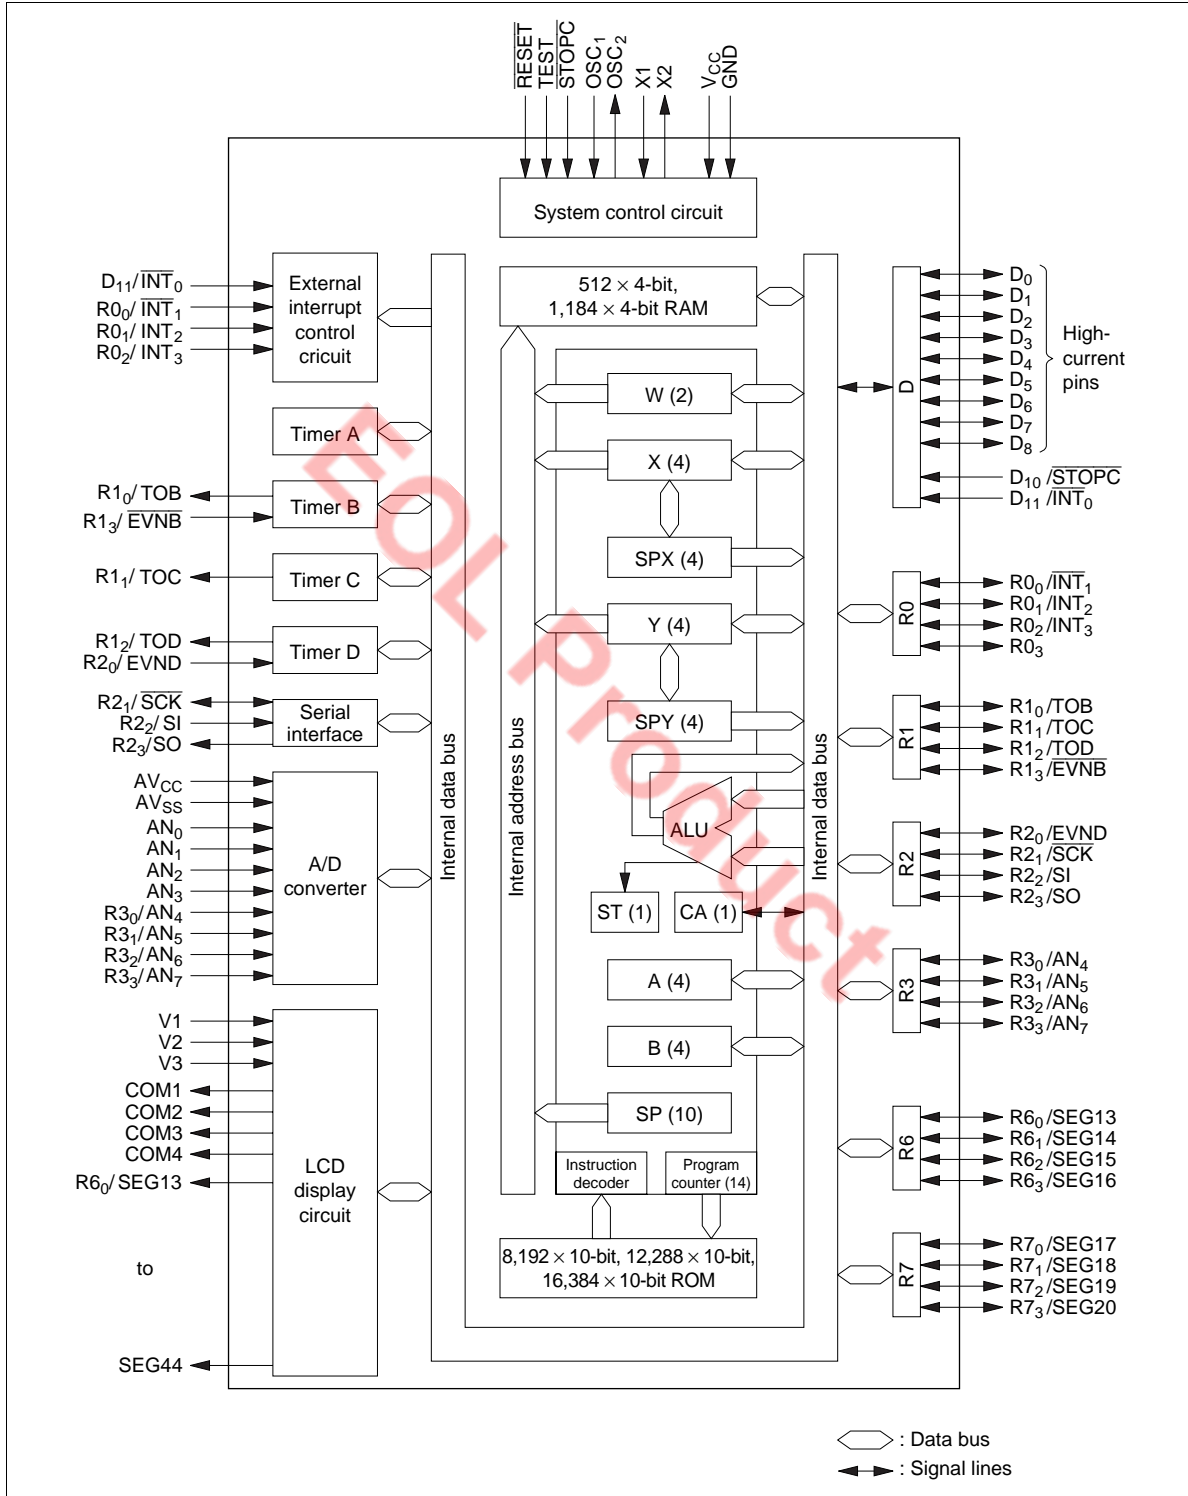 RESET
TEST
STOPC
OSC1
OSC2
X1
X2
VCC
GND
System control circuit
D11/INT0
R00/INT1
R01/INT2
R02/INT3
External
interrupt
control
cricuit
512 × 4-bit,
1,184 × 4-bit RAM
D
D0
D1
D2
D3
D4
D5
D6
D7
D8
High-
current
pins
D10/STOPC
D11/INT0
Timer A
R10/TOB
R13/EVNB
Timer B
R11/TOC
Timer C
R12/TOD
R20/EVND
Timer D
R21/SCK
R22/SI
R23/SO
Serial
interface
AVCC
AVSS
AN0
AN1
AN2
AN3
R30/AN4
R31/AN5
R32/AN6
R33/AN7
A/D
converter
V1
V2
V3
COM1
COM2
COM3
COM4
R60/SEG13
to
SEG44
LCD
display
circuit
Internal data bus
Internal address bus
W (2)
X (4)
SPX (4)
Y (4)
SPY (4)
ALU
ST (1)
CA (1)
A (4)
B (4)
SP (10)
Instruction
decoder
Program
counter (14)
8,192 × 10-bit, 12,288 × 10-bit,
16,384 × 10-bit ROM
Internal data bus
R0
R00/INT1
R01/INT2
R02/INT3
R03
R1
R10/TOB
R11/TOC
R12/TOD
R13/EVNB
R2
R20/EVND
R21/SCK
R22/SI
R23/SO
R3
R30/AN4
R31/AN5
R32/AN6
R33/AN7
R6
R60/SEG13
R61/SEG14
R62/SEG15
R63/SEG16
R7
R70/SEG17
R71/SEG18
R72/SEG19
R73/SEG20
EOL Product
: Data bus
: Signal lines